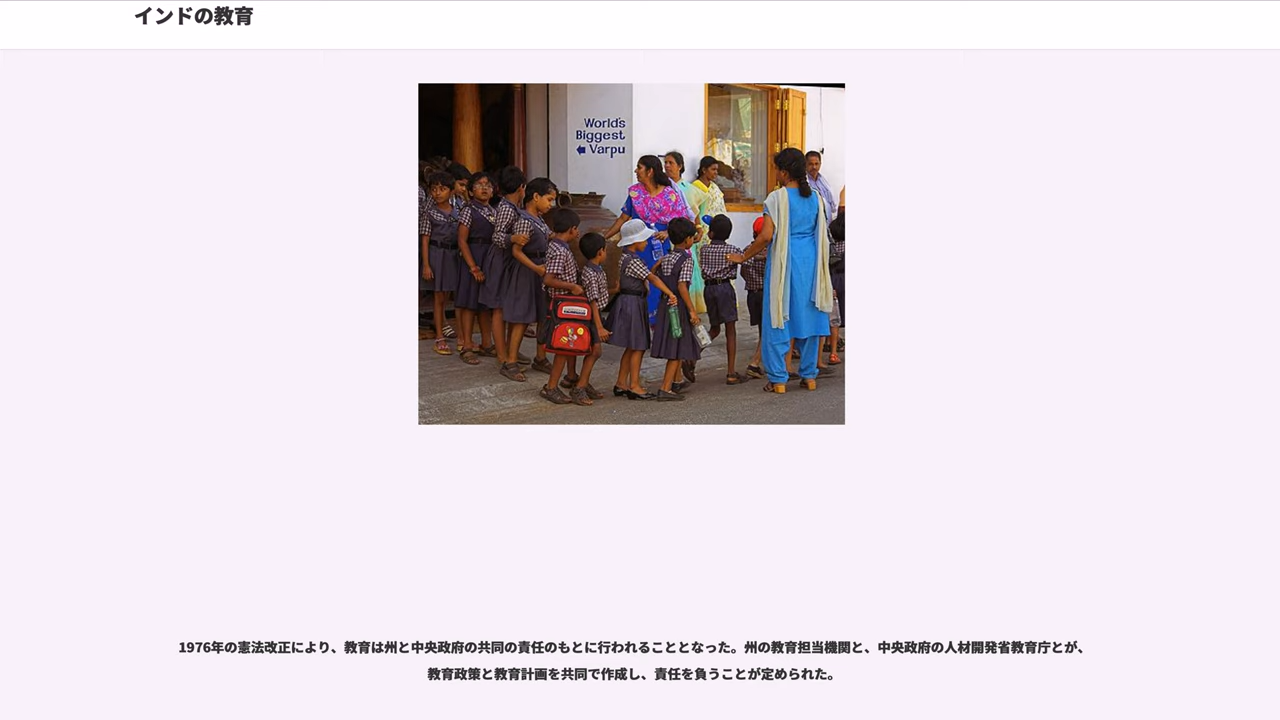 インドの教育
World's
Biggest
Varpu
1976年の憲法改正により、教育は州と中央政府の共同の責任のもとに行われることとなった。州の教育担当機関と、中央政府の人材開発省教育庁とが、
教育政策と教育計画を共同で作成し、責任を負うことが定められた。